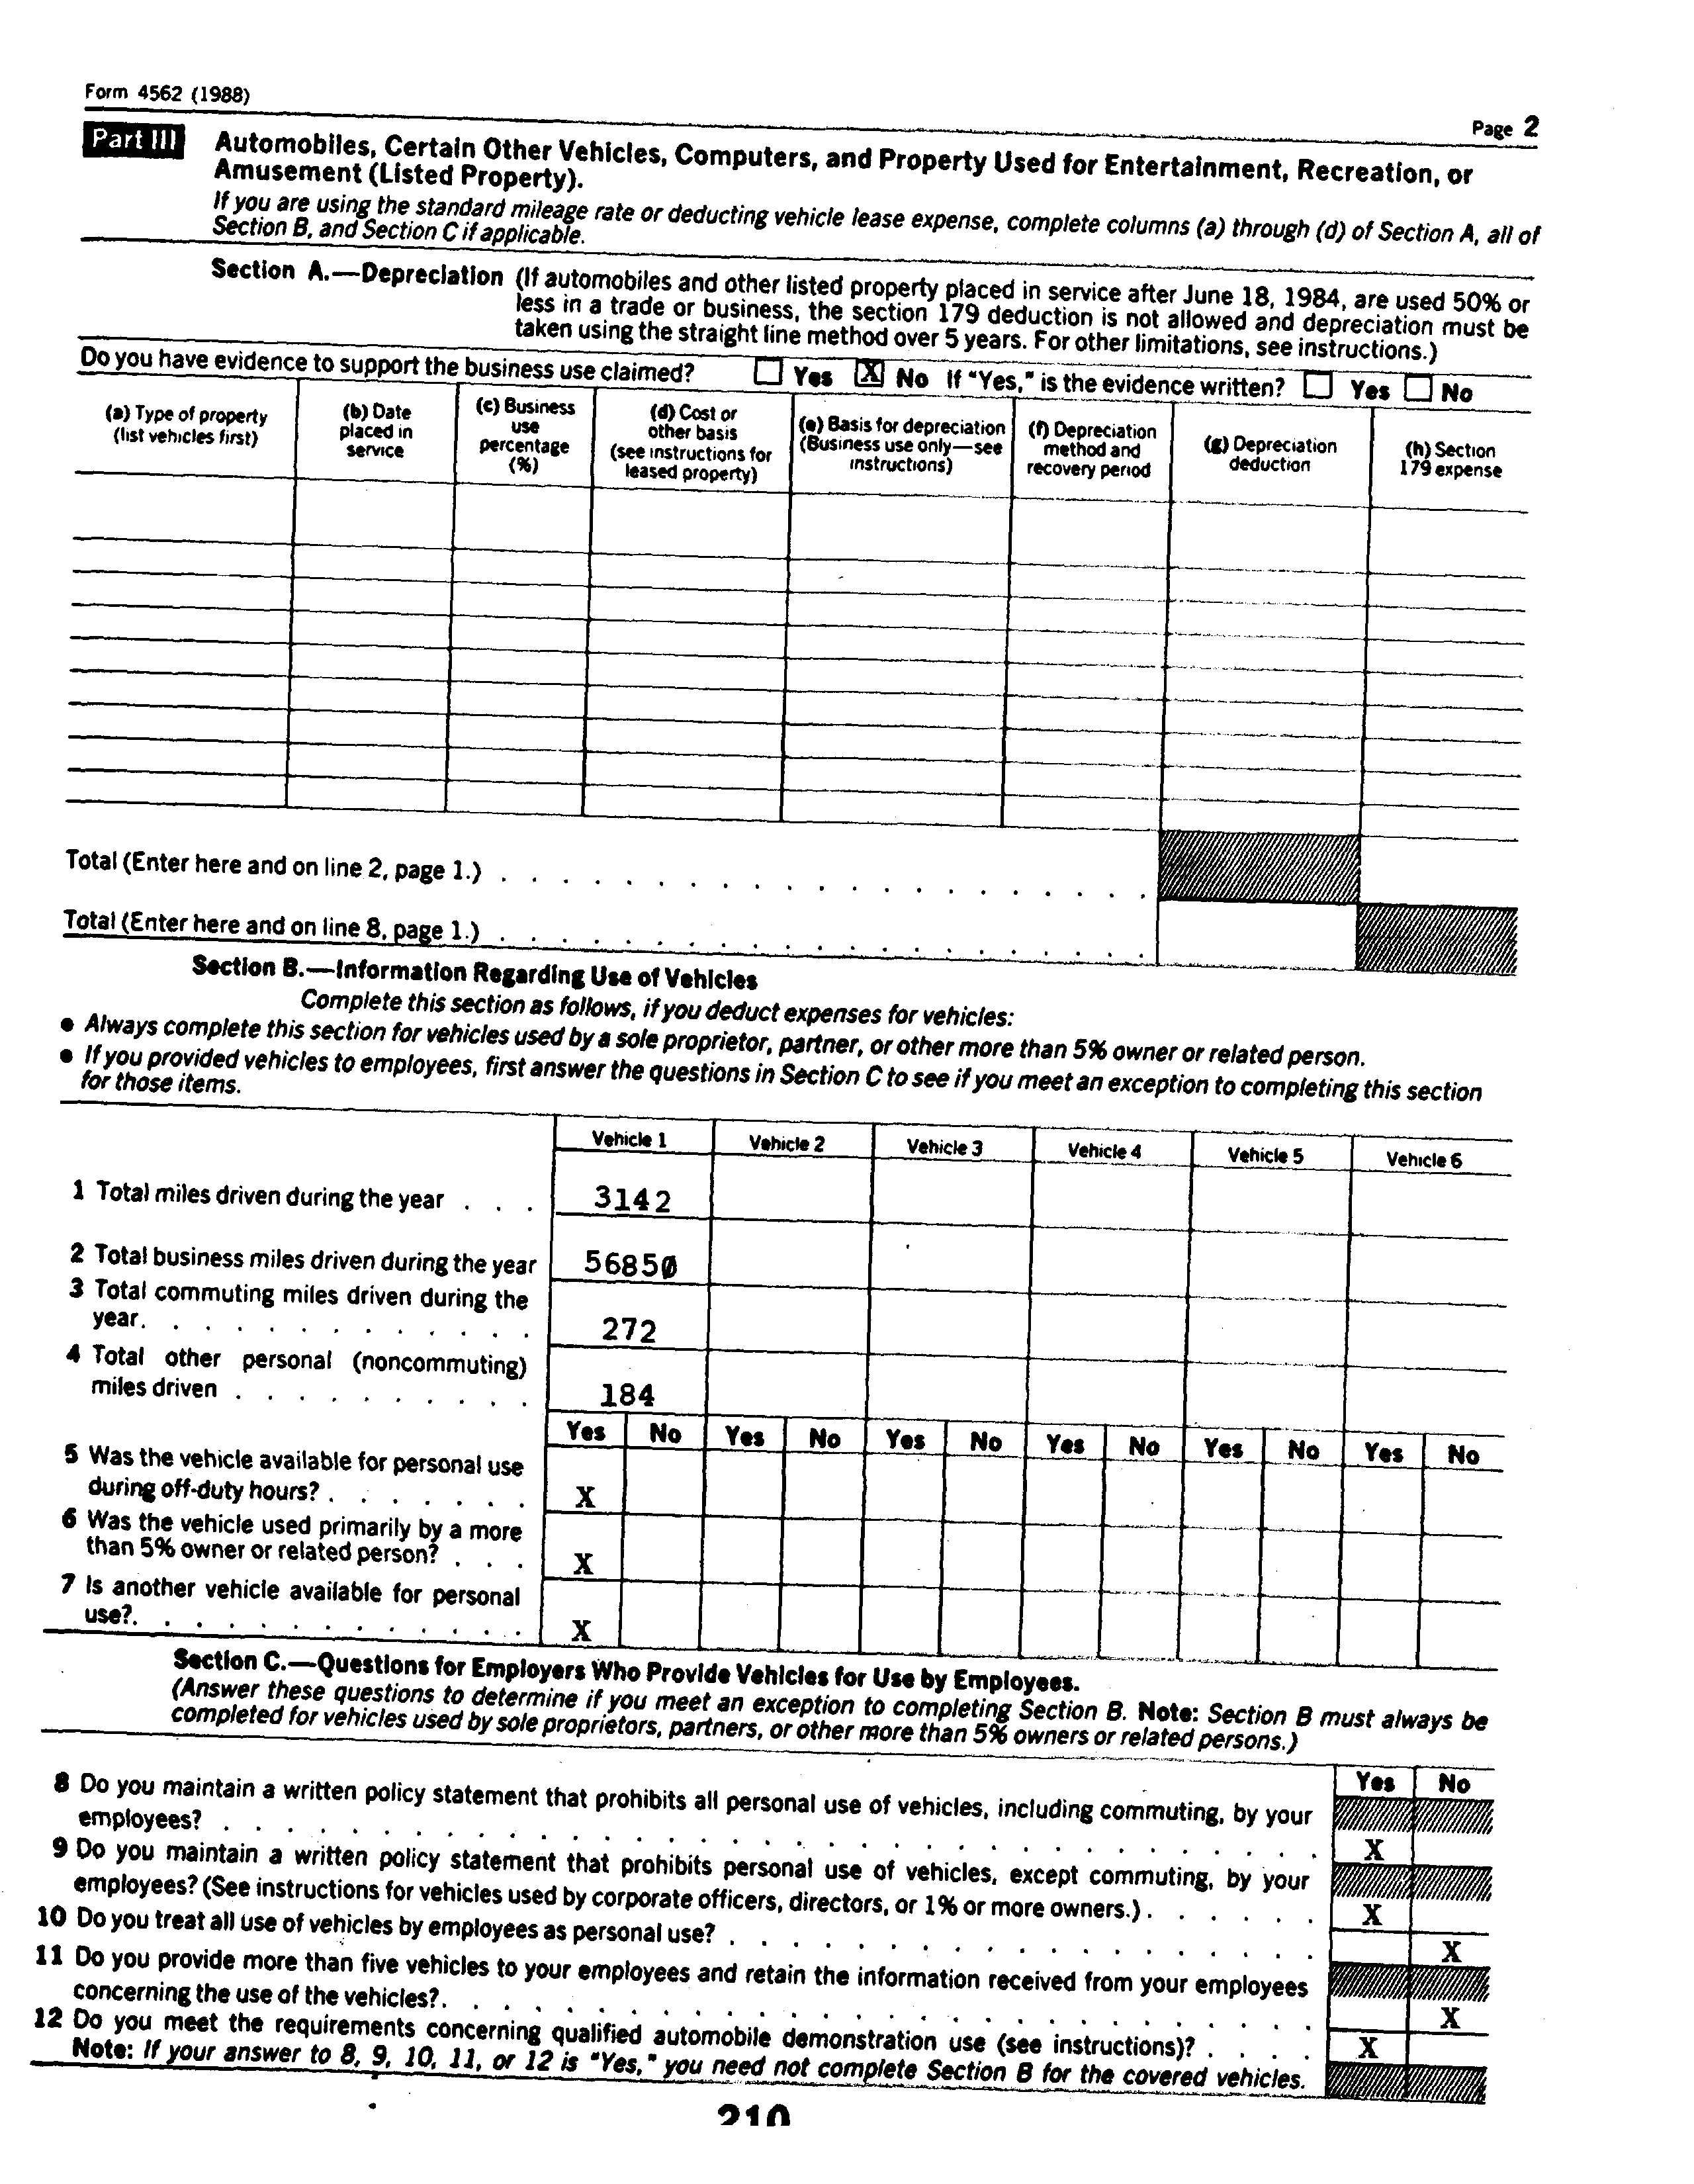 Form 4562 (1988)
Page 2
Part III Automobiles, Certain Other Vehicles, Computers, and Property Used for Entertainment, Recreation, or
Amusement (Listed Property).
If you are using the standard mileage rate or deducting vehicle lease expense, complete columns (a) through (d) of Section A, all of
Section B, and Section C if applicable.
Section A.—Depreciation (If automobiles and other listed property placed in service after June 18, 1984, are used 50% or
less in a trade or business, the section 179 deduction is not allowed and depreciation must be
taken using the straight line method over 5 years. For other limitations, see instructions.)
Do you have evidence to support the business use claimed? Yes X No If "Yes," is the evidence written? Yes No
(a) Type of property
(list vehicles first)
(b) Date
placed in
service
(c) Business
use
percentage
(%)
(d) Cost or
other basis
(see instructions for
leased property)
(e) Basis for depreciation
(Business use only—see
instructions)
(f) Depreciation
method and
recovery period
(g) Depreciation
deduction
(h) Section
179 expense
Total (Enter here and on line 2, page 1.) . . . . . . . . . . . . . . . . . . . . .
Total (Enter here and on line 8, page 1.) . . . . . . . . . . . . . . . . . . . . .
Section B.—Information Regarding Use of Vehicles
Complete this section as follows, if you deduct expenses for vehicles:
● Always complete this section for vehicles used by a sole proprietor, partner, or other more than 5% owner or related person.
● If you provided vehicles to employees, first answer the questions in Section C to see if you meet an exception to completing this section
for those items.
Vehicle 1 Vehicle 2 Vehicle 3 Vehicle 4 Vehicle 5 Vehicle 6
1 Total miles driven during the year . . . 3142
2 Total business miles driven during the year 56850
3 Total commuting miles driven during the
year. . . . . . . . . . . . . 272
4 Total other personal (noncommuting)
miles driven . . . . . . . . . . 184
Yes No Yes No Yes No Yes No Yes No Yes No
5 Was the vehicle available for personal use
during off-duty hours? . . . . . . . X
6 Was the vehicle used primarily by a more
than 5% owner or related person? . . . X
7 Is another vehicle available for personal
use?. . . . . . . . . . . . . X
Section C.—Questions for Employers Who Provide Vehicles for Use by Employees.
(Answer these questions to determine if you meet an exception to completing Section B. Note: Section B must always be
completed for vehicles used by sole proprietors, partners, or other more than 5% owners or related persons.)
Yes No
8 Do you maintain a written policy statement that prohibits all personal use of vehicles, including commuting, by your
employees? . . . . . . . . . . . . . . . . . . . . . . . . . . . . . . . . . . . X
9 Do you maintain a written policy statement that prohibits personal use of vehicles, except commuting, by your
employees? (See instructions for vehicles used by corporate officers, directors, or 1% or more owners.) . . . . . . X
10 Do you treat all use of vehicles by employees as personal use? . . . . . . . . . . . . . . . . . . . X
11 Do you provide more than five vehicles to your employees and retain the information received from your employees
concerning the use of the vehicles?. . . . . . . . . . . . . . . . . . . . . . . . . . . . X
12 Do you meet the requirements concerning qualified automobile demonstration use (see instructions)? . . . . X
Note: If your answer to 8, 9, 10, 11, or 12 is "Yes," you need not complete Section B for the covered vehicles.
210